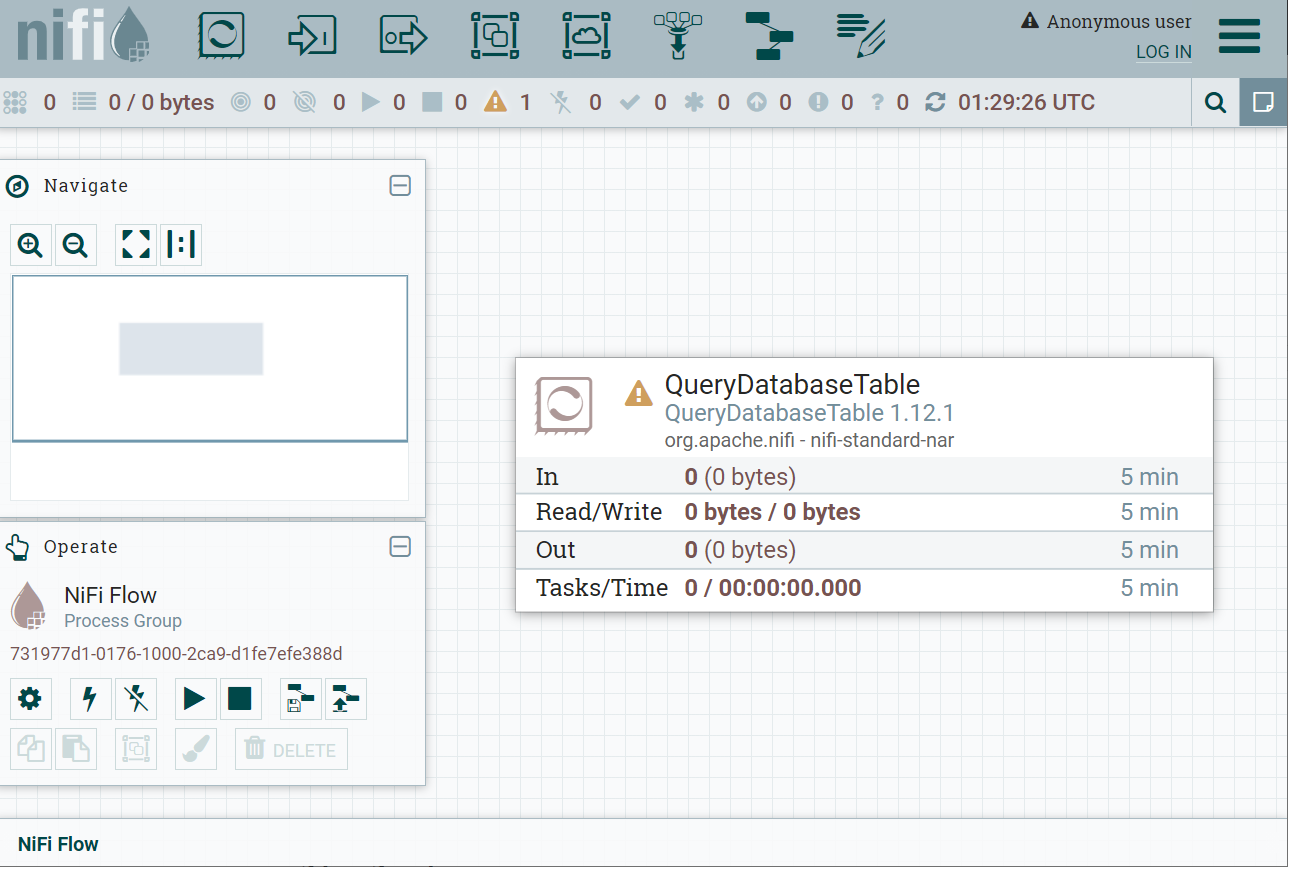 nifi
Anonymous user
LOG IN
0 0 / 0 bytes 0 0 0 0 1 0 0 0 0 0 ? 0 01:29:26 UTC
Navigate
QueryDatabaseTable
QueryDatabaseTable 1.12.1
org.apache.nifi - nifi-standard-nar
In 0 (0 bytes) 5 min
Read/Write 0 bytes / 0 bytes 5 min
Out 0 (0 bytes) 5 min
Tasks/Time 0 / 00:00:00.000 5 min
Operate
NiFi Flow
Process Group
731977d1-0176-1000-2ca9-d1fe7efe388d
DELETE
NiFi Flow